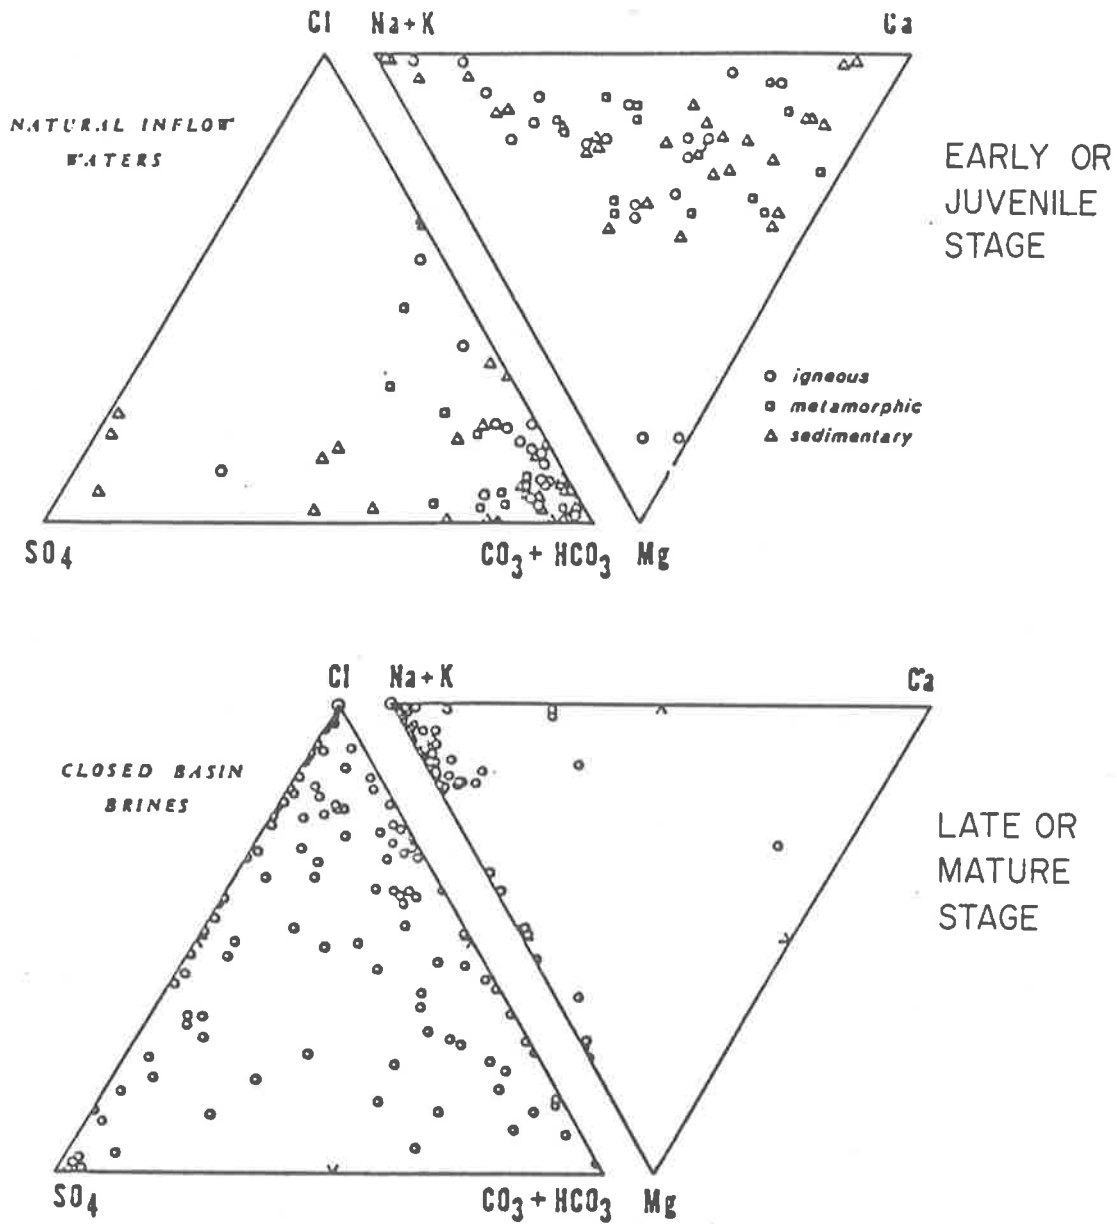 Cl Na+K Ca
NATURAL INFLOW
WATERS
EARLY OR
JUVENILE
STAGE
igneous
metamorphic
sedimentary
SO4 CO3 + HCO3 Mg
Cl Na+K Ca
CLOSED BASIN
BRINES
LATE OR
MATURE
STAGE
SO4 CO3 + HCO3 Mg